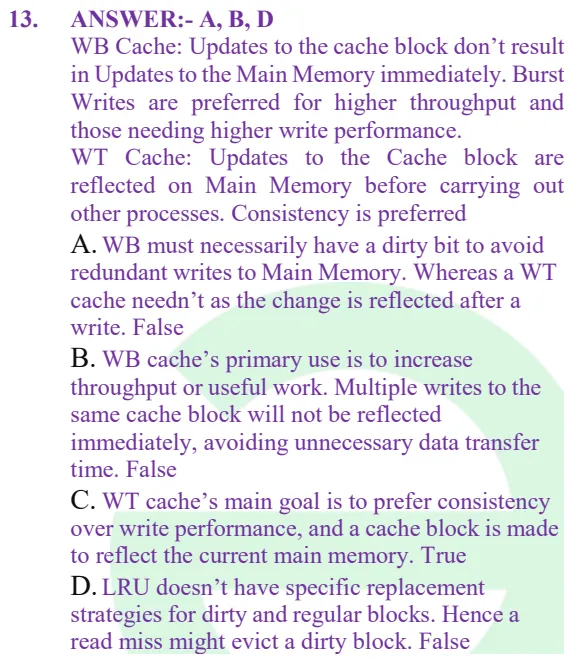 13. ANSWER:- A, B, D
WB Cache: Updates to the cache block don’t result
in Updates to the Main Memory immediately. Burst
Writes are preferred for higher throughput and
those needing higher write performance.
WT Cache: Updates to the Cache block are
reflected on Main Memory before carrying out
other processes. Consistency is preferred
A. WB must necessarily have a dirty bit to avoid
redundant writes to Main Memory. Whereas a WT
cache needn’t as the change is reflected after a
write. False
B. WB cache’s primary use is to increase
throughput or useful work. Multiple writes to the
same cache block will not be reflected
immediately, avoiding unnecessary data transfer
time. False
C. WT cache’s main goal is to prefer consistency
over write performance, and a cache block is made
to reflect the current main memory. True
D. LRU doesn’t have specific replacement
strategies for dirty and regular blocks. Hence a
read miss might evict a dirty block. False